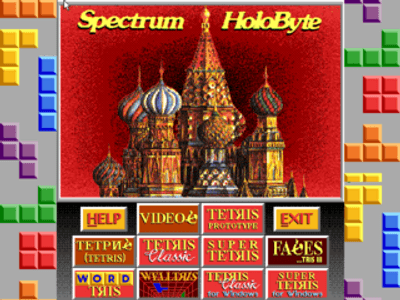 Spectrum HoloByte
HELP
VIDEO
TETRIS PROTOTYPE
EXIT
TETРИ́С
(TETRIS)
TETRIS
Classic
SUPER
TETRIS
FACES
...TRIS III
WORD
TRIS
WELLTRIS
TETRIS
Classic
for Windows
SUPER
TETRIS
for Windows